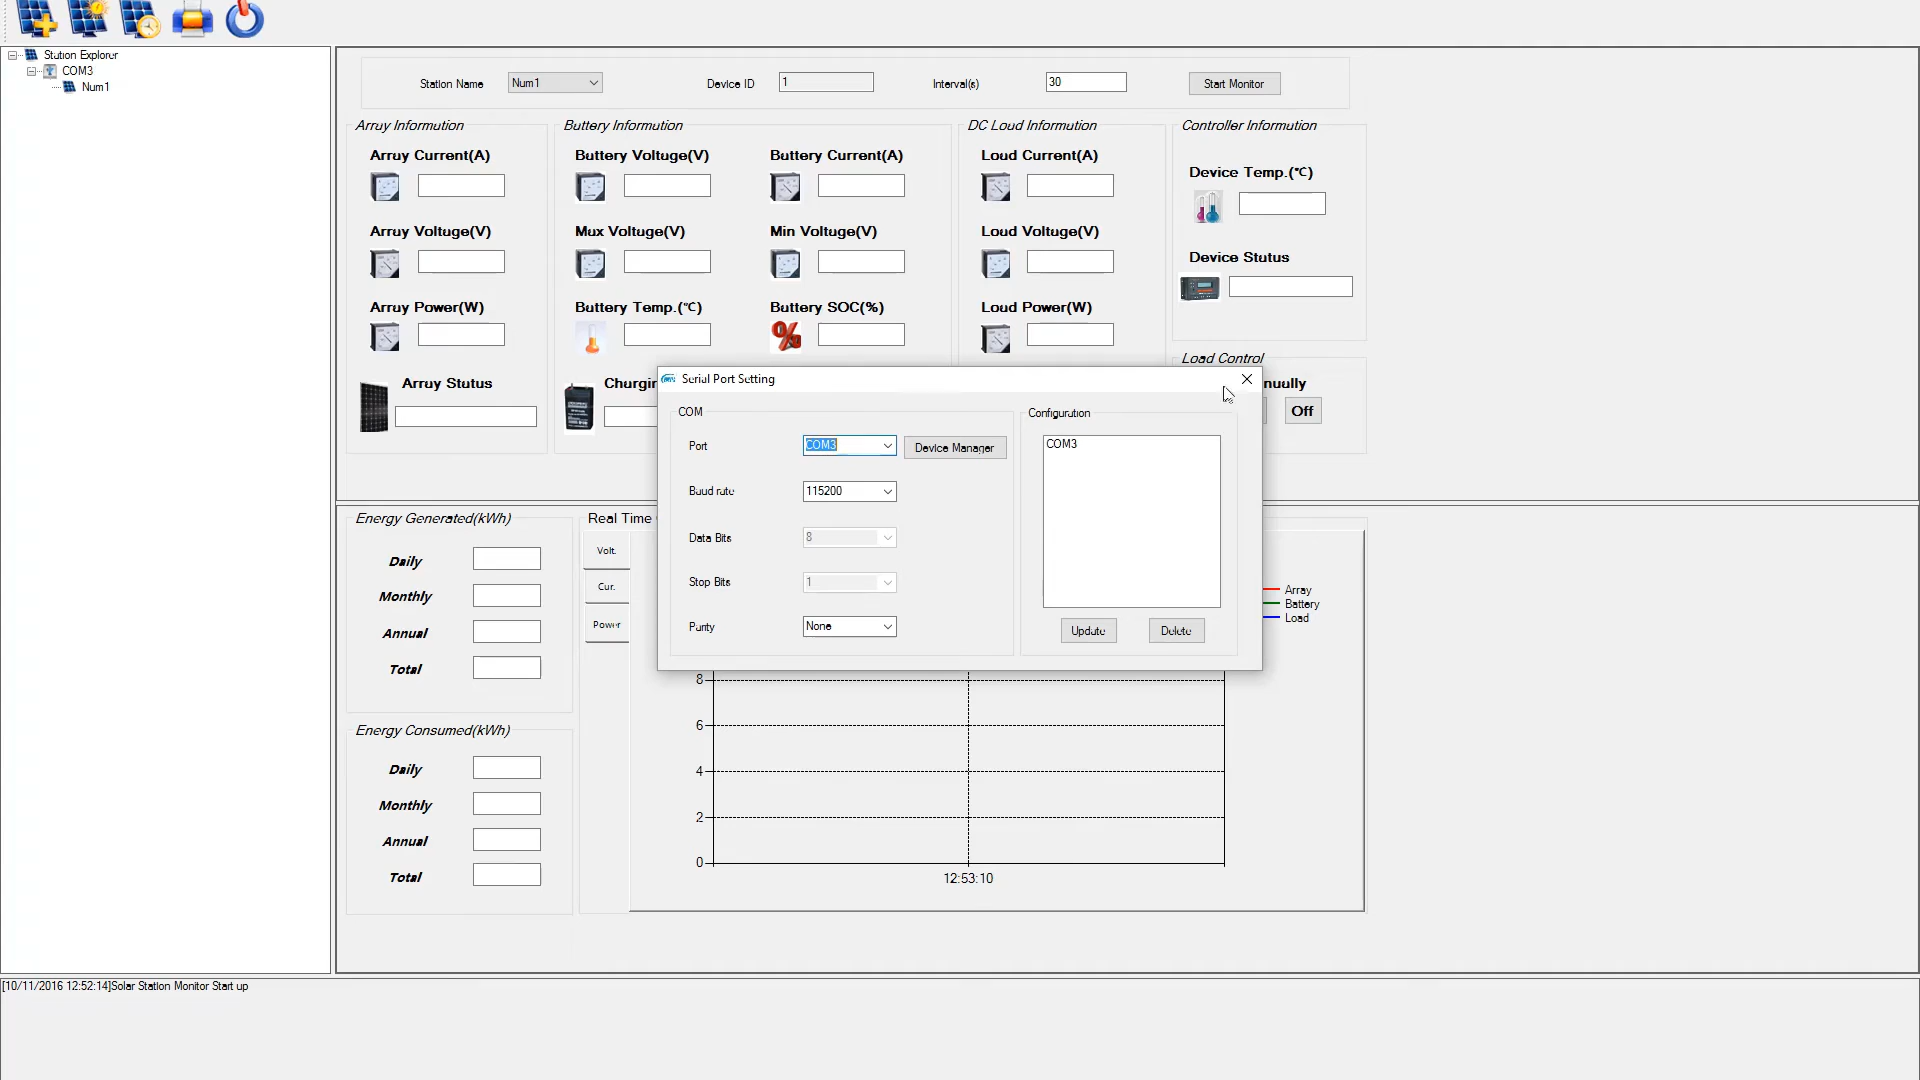 Station Explorer
COM3
Num1
Station Name
Num1
Device ID
1
Interval(s)
30
Start Monitor
Array Information
Array Current(A)
Array Voltage(V)
Array Power(W)
Array Status
Battery Information
Battery Voltage(V)
Battery Current(A)
Max Voltage(V)
Min Voltage(V)
Battery Temp.(℃)
Battery SOC(%)
DC Load Information
Load Current(A)
Load Voltage(V)
Load Power(W)
Controller Information
Device Temp.(℃)
Device Status
Load Control
Off
Serial Port Setting
COM
Port
COM3
Device Manager
Baud rate
115200
Data Bits
8
Stop Bits
1
Parity
None
Configuration
COM3
Update
Delete
Energy Generated(kWh)
Daily
Monthly
Annual
Total
Energy Consumed(kWh)
Daily
Monthly
Annual
Total
Real Time
Volt.
Cur.
Power
Array
Battery
Load
8
6
4
2
0
12:53:10
[10/11/2016 12:52:14]Solar Station Monitor Start up